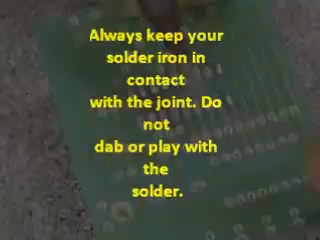 Always keep your
solder iron in
contact
with the joint. Do
not
dab or play with
the
solder.